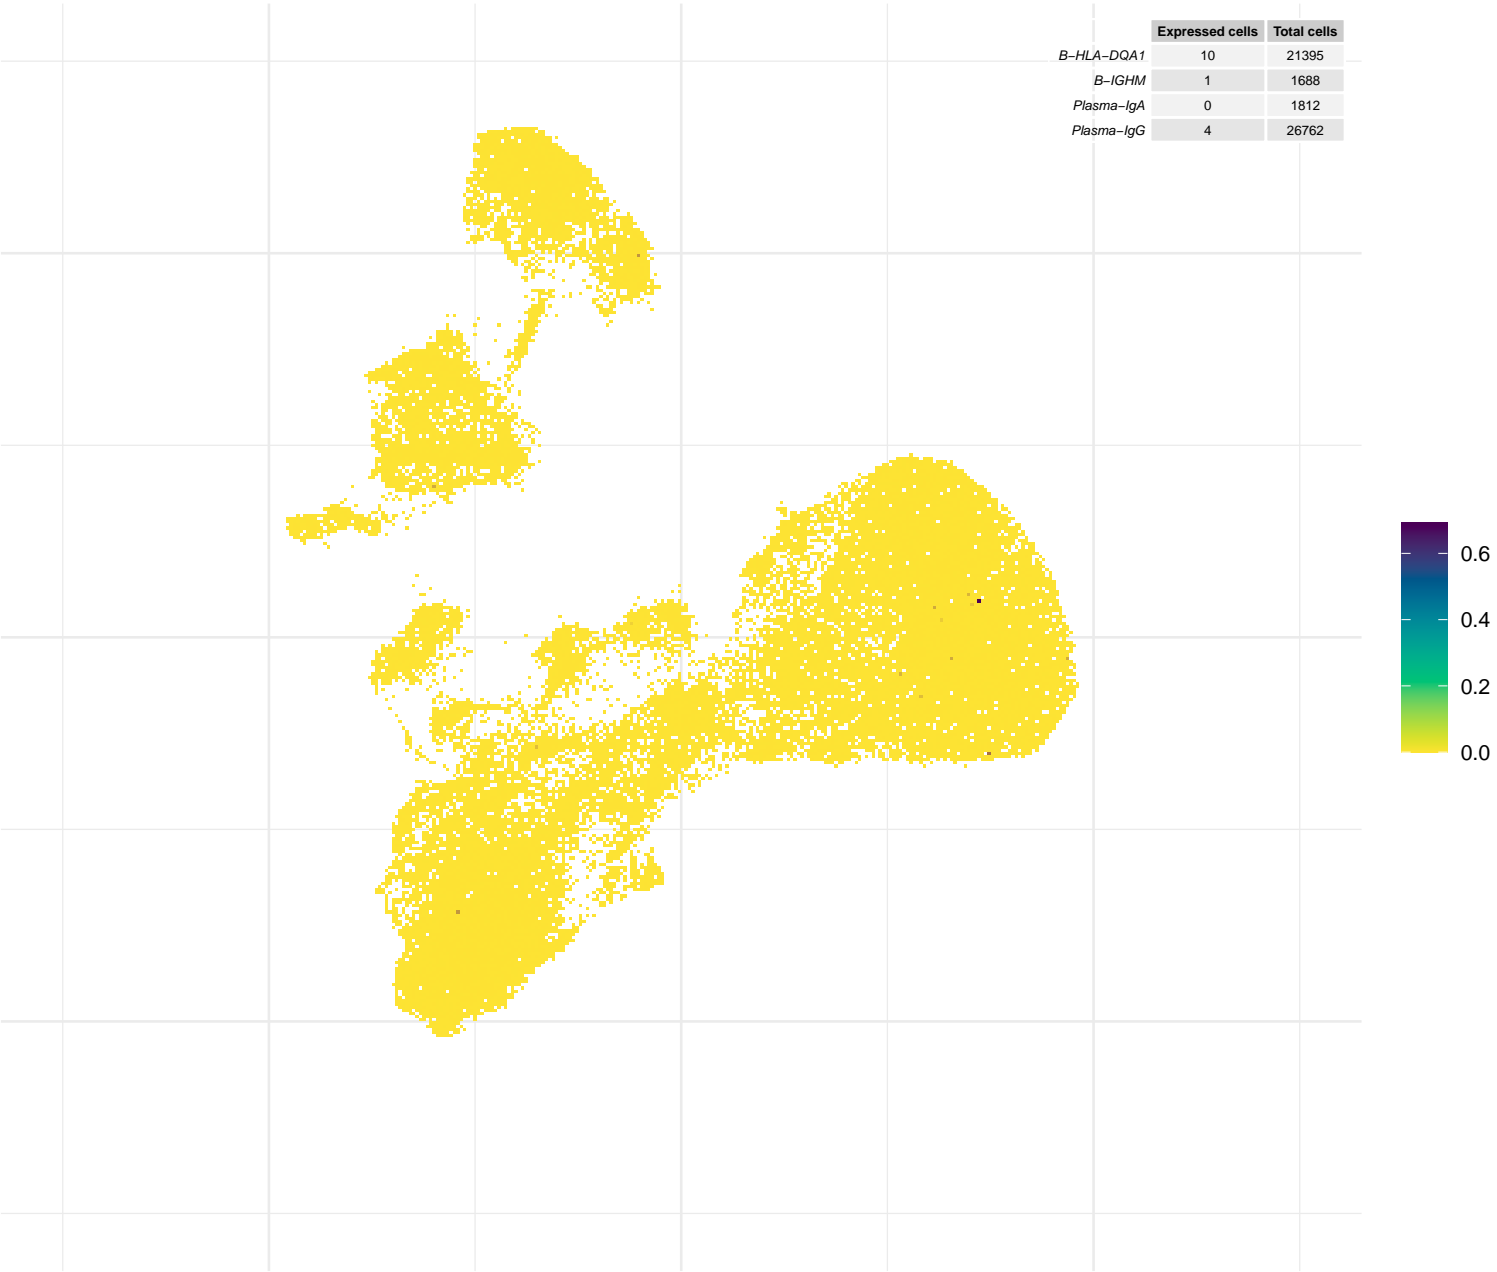 Expressed cells Total cells
B−HLA−DQA1 10 21395
B−IGHM 1 1688
Plasma−IgA 0 1812
Plasma−IgG 4 26762
0.6
0.4
0.2
0.0